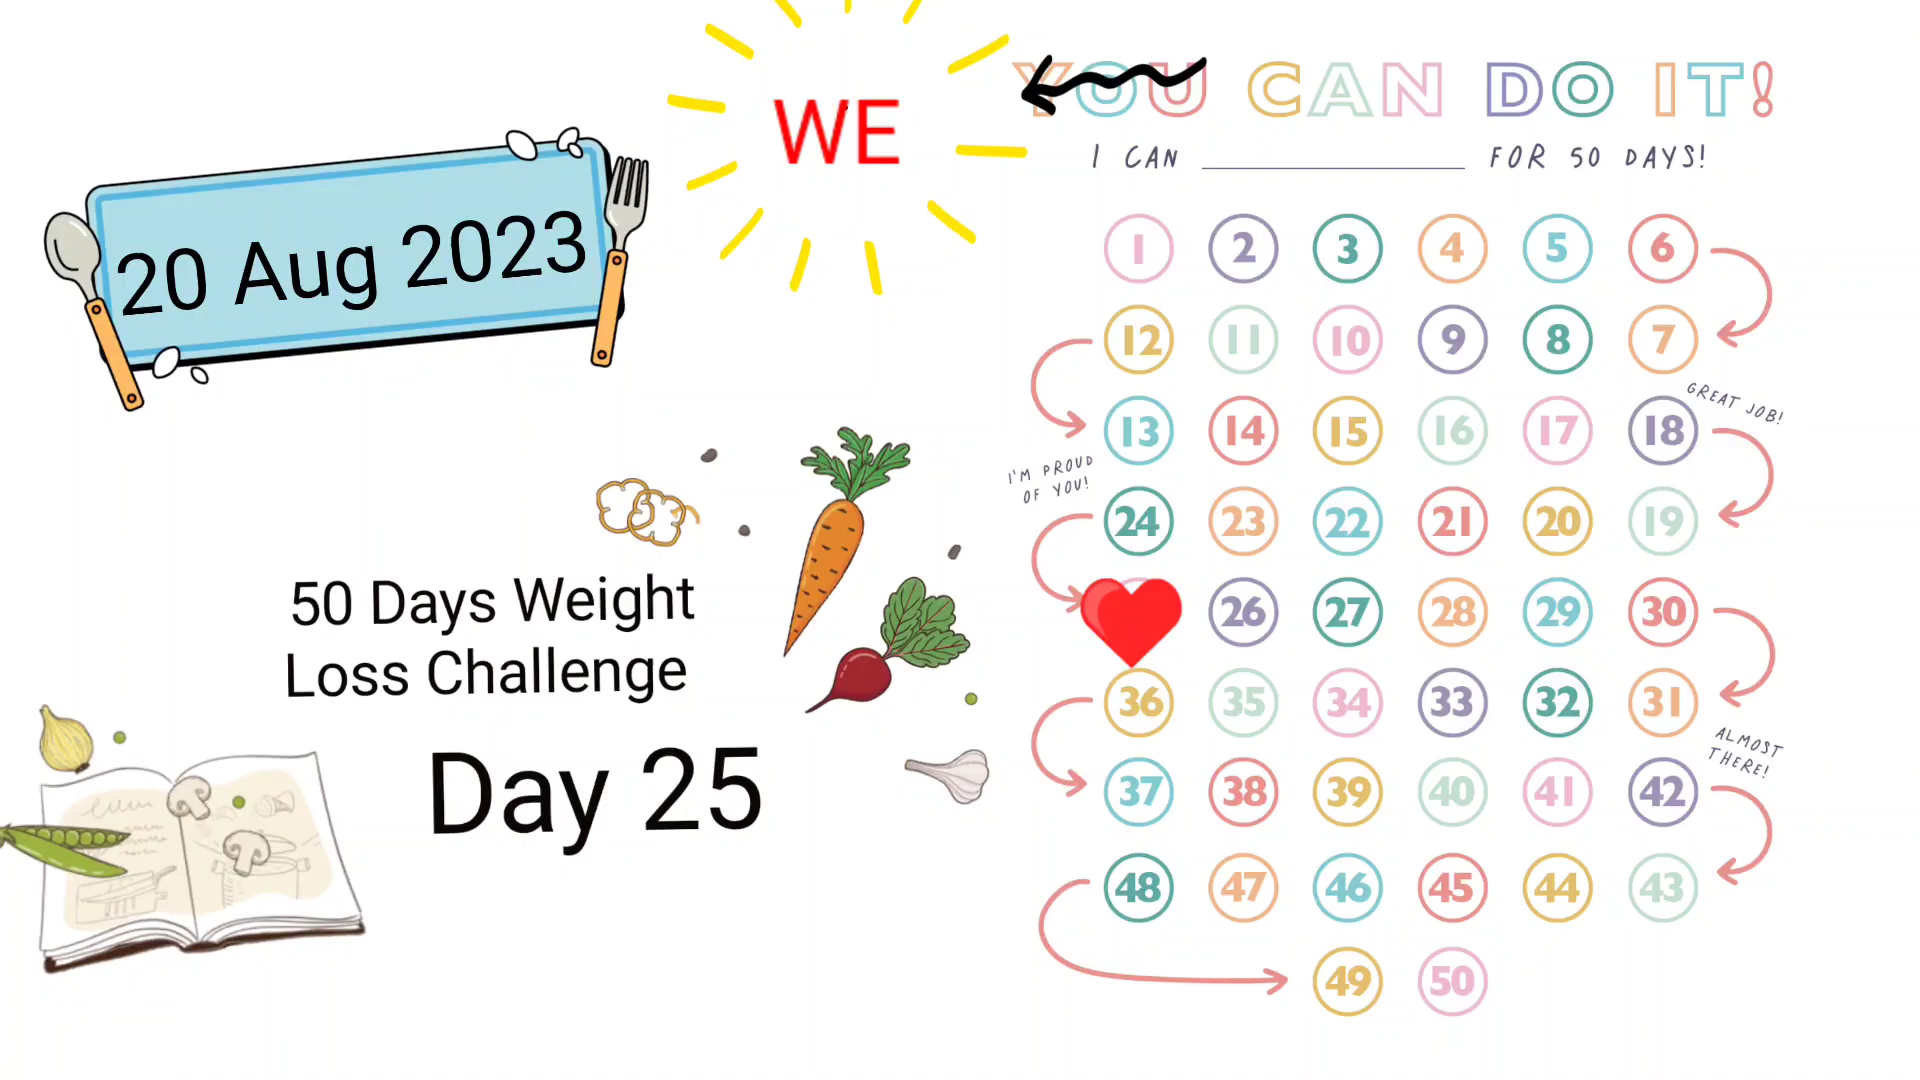 WE
YOU CAN DO IT!
I CAN ____________ FOR 50 DAYS!
20 Aug 2023
50 Days Weight
Loss Challenge
Day 25
1 2 3 4 5 6
12 11 10 9 8 7
GREAT JOB!
13 14 15 16 17 18
I'M PROUD
OF YOU!
24 23 22 21 20 19
26 27 28 29 30
36 35 34 33 32 31
ALMOST
THERE!
37 38 39 40 41 42
48 47 46 45 44 43
49 50